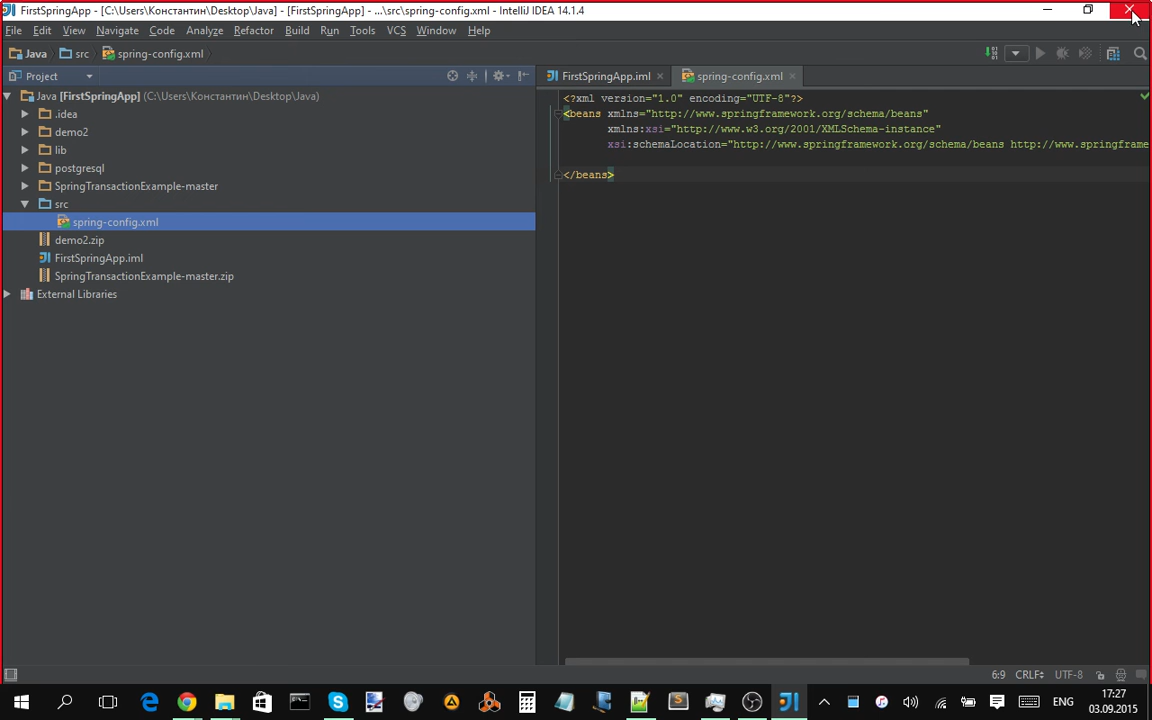 FirstSpringApp - [C:\Users\Константин\Desktop\Java] - [FirstSpringApp] - ...\src\spring-config.xml - IntelliJ IDEA 14.1.4
File Edit View Navigate Code Analyze Refactor Build Run Tools VCS Window Help
Java src spring-config.xml
Project
FirstSpringApp.iml spring-config.xml
Java [FirstSpringApp] (C:\Users\Константин\Desktop\Java)
.idea
demo2
lib
postgresql
SpringTransactionExample-master
src
spring-config.xml
demo2.zip
FirstSpringApp.iml
SpringTransactionExample-master.zip
External Libraries
<?xml version="1.0" encoding="UTF-8"?>
<beans xmlns="http://www.springframework.org/schema/beans"
xmlns:xsi="http://www.w3.org/2001/XMLSchema-instance"
xsi:schemaLocation="http://www.springframework.org/schema/beans http://www.springframe
</beans>
6:9 CRLF UTF-8
ENG
17:27
03.09.2015